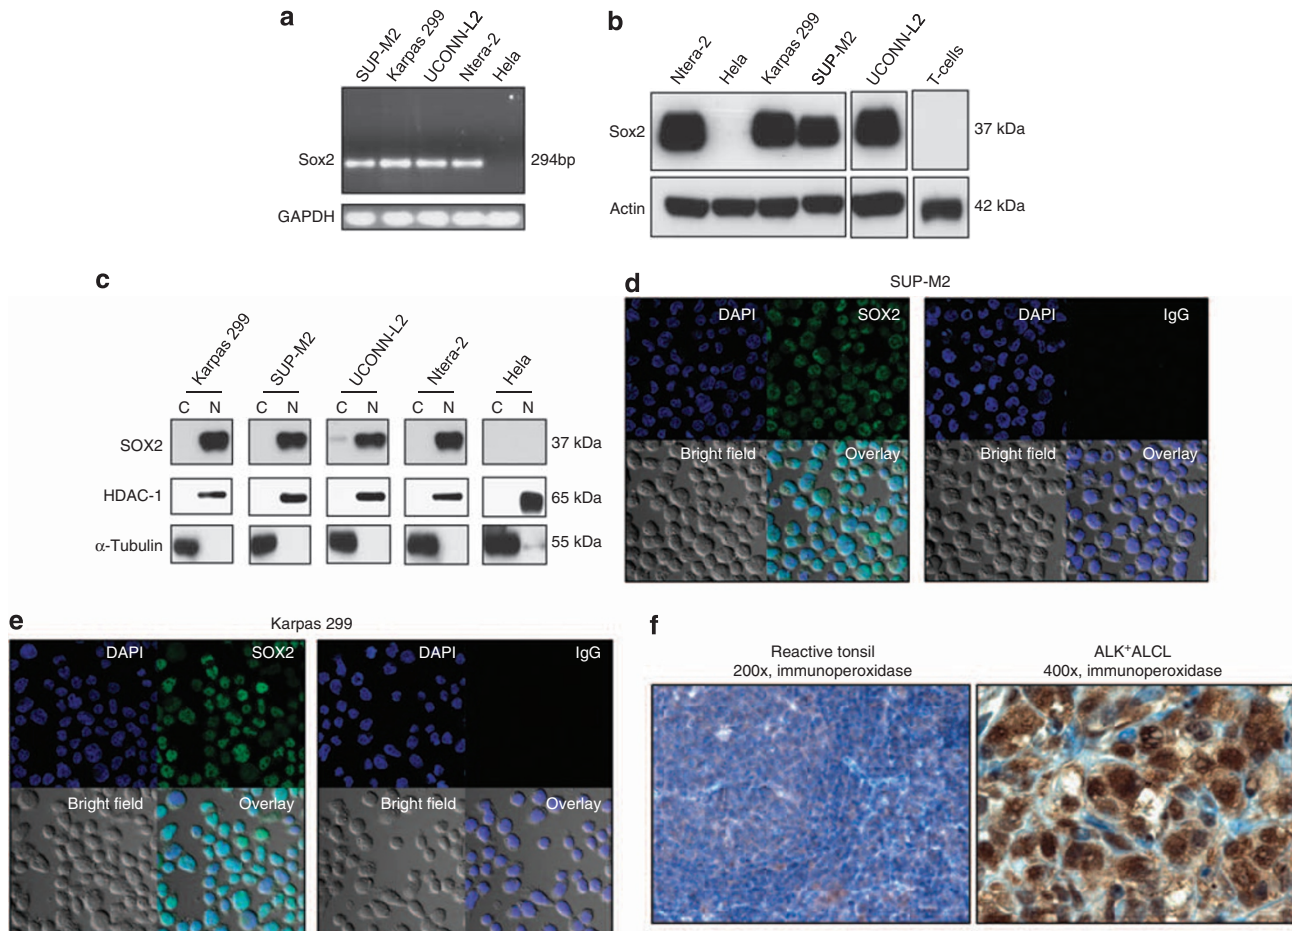 a
SUP-M2 Karpas 299 UCONN-L2 Ntera-2 Hela
Sox2 294bp
GAPDH
b
Ntera-2 Hela Karpas 299 SUP-M2 UCONN-L2 T-cells
Sox2 37 kDa
Actin 42 kDa
c
Karpas 299 SUP-M2 UCONN-L2 Ntera-2 Hela
C N C N C N C N C N
SOX2 37 kDa
HDAC-1 65 kDa
α-Tubulin 55 kDa
d
SUP-M2
DAPI SOX2 DAPI IgG
Bright field Overlay Bright field Overlay
e
Karpas 299
DAPI SOX2 DAPI IgG
Bright field Overlay Bright field Overlay
f
Reactive tonsil
200x, immunoperoxidase
ALK⁺ALCL
400x, immunoperoxidase